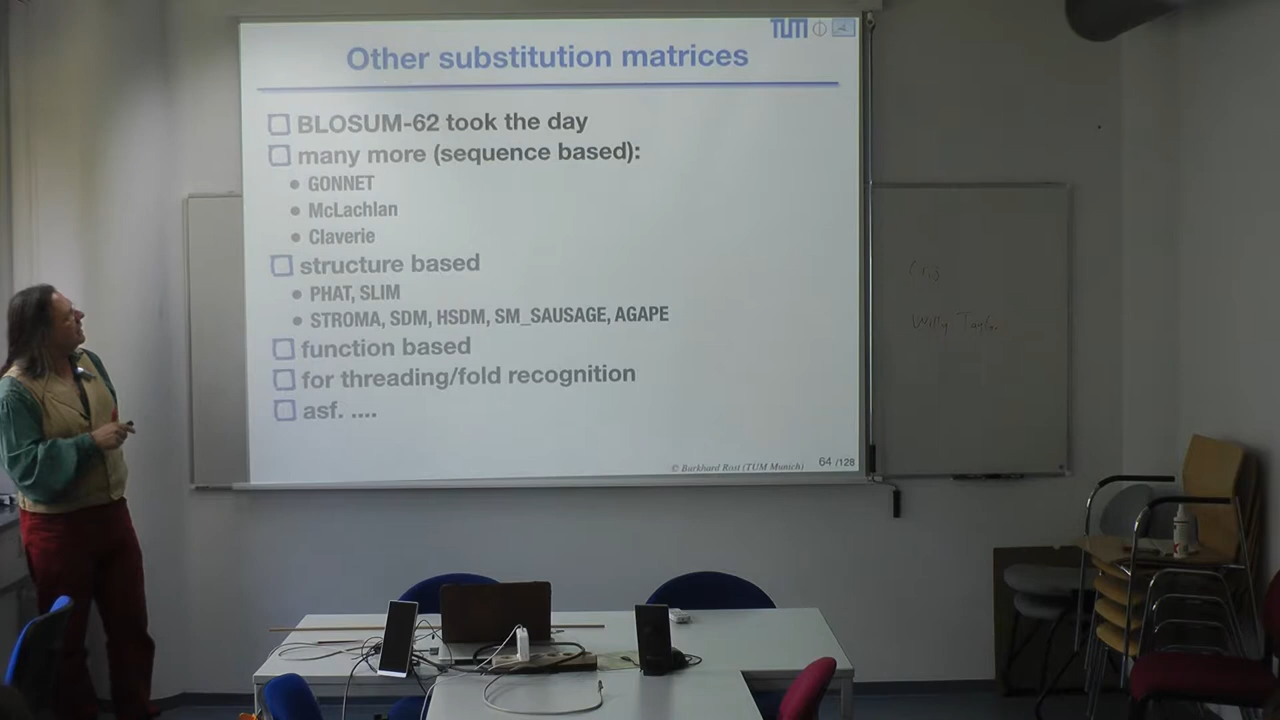 TUM
Other substitution matrices
BLOSUM-62 took the day
many more (sequence based):
GONNET
McLachlan
Claverie
structure based
PHAT, SLIM
STROMA, SDM, HSDM, SM_SAUSAGE, AGAPE
function based
for threading/fold recognition
asf. ....
© Burkhard Rost (TUM Munich)
64 /128
Willy Taylor